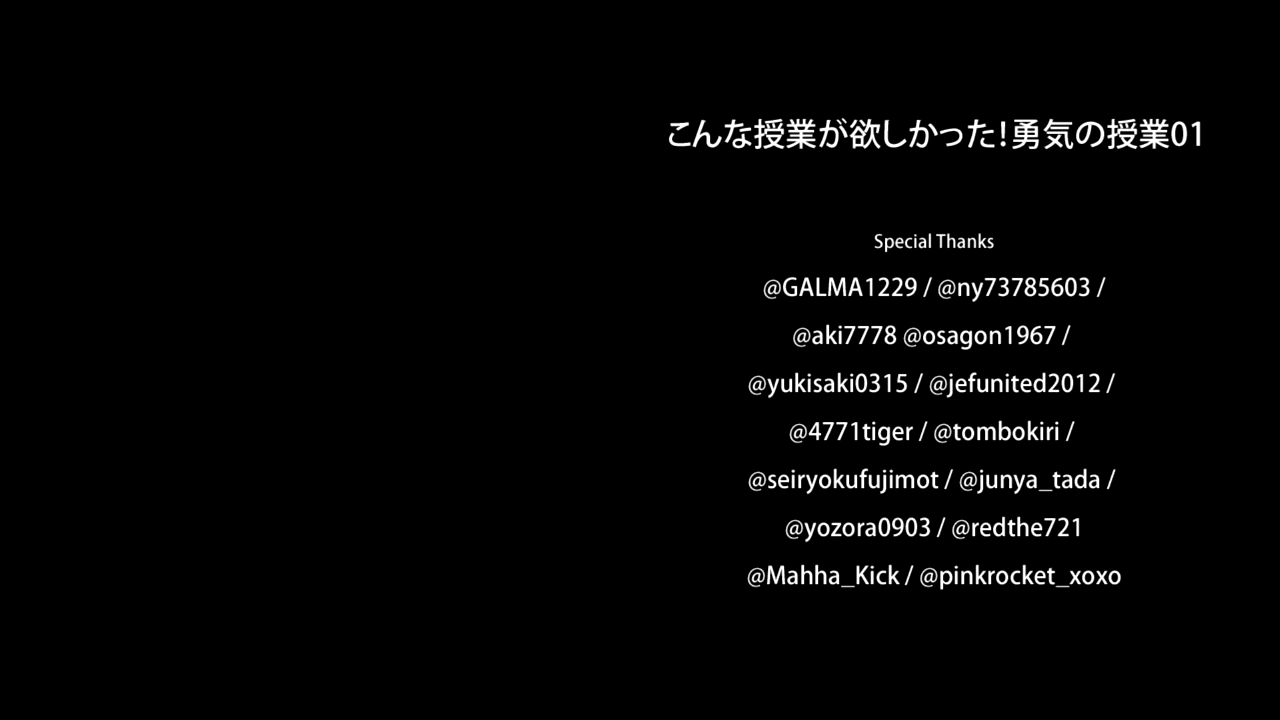 こんな授業が欲しかった！勇気の授業01
Special Thanks
@GALMA1229 / @ny73785603 /
@aki7778 @osagon1967 /
@yukisaki0315 / @jefunited2012 /
@4771tiger / @tombokiri /
@seiryokufujimot / @junya_tada /
@yozora0903 / @redthe721
@Mahha_Kick / @pinkrocket_xoxo